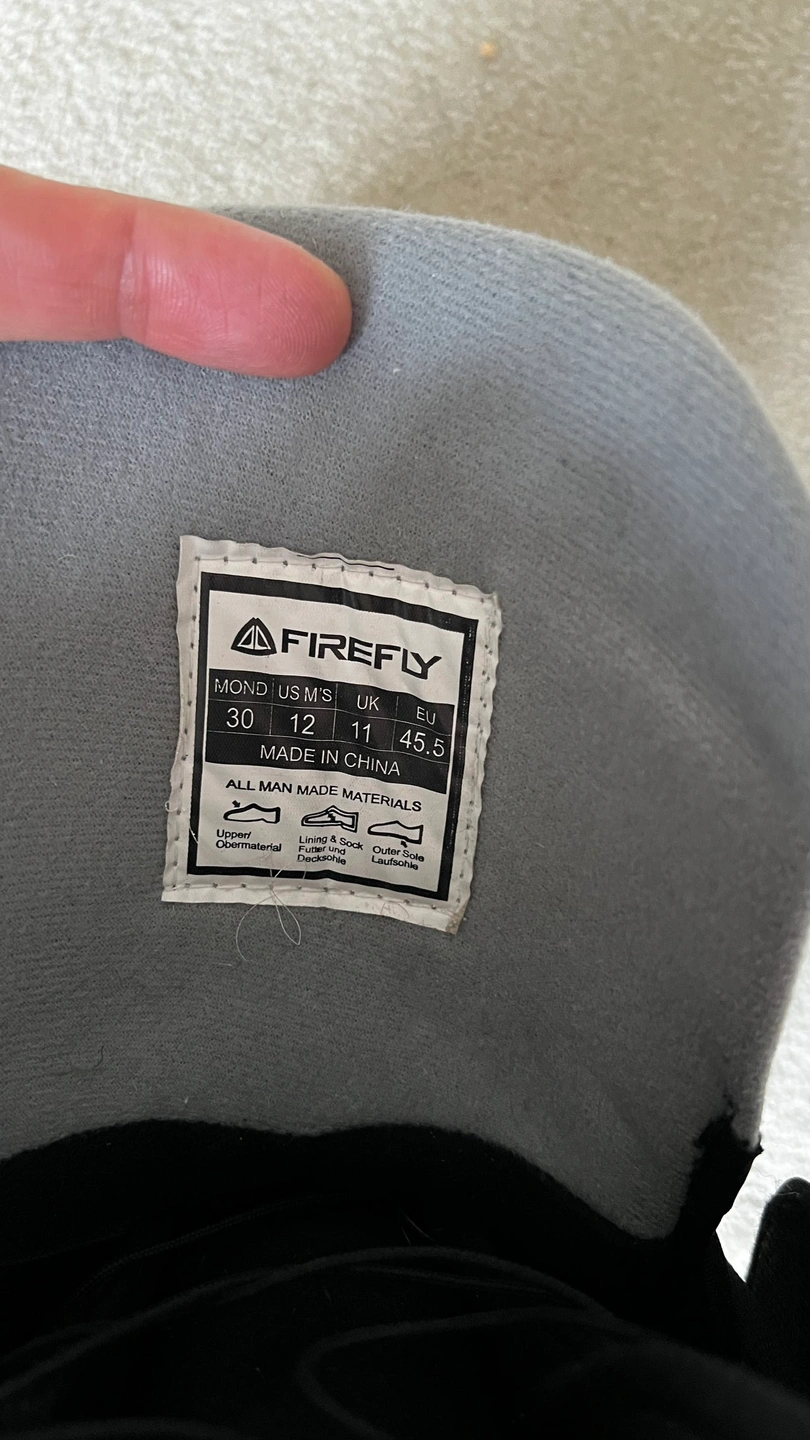 FIREFLY
MOND US M'S UK EU
30 12 11 45.5
MADE IN CHINA
ALL MAN MADE MATERIALS
Upper/
Obermaterial
Lining & Sock
Futter und
Decksohle
Outer Sole
Laufsohle